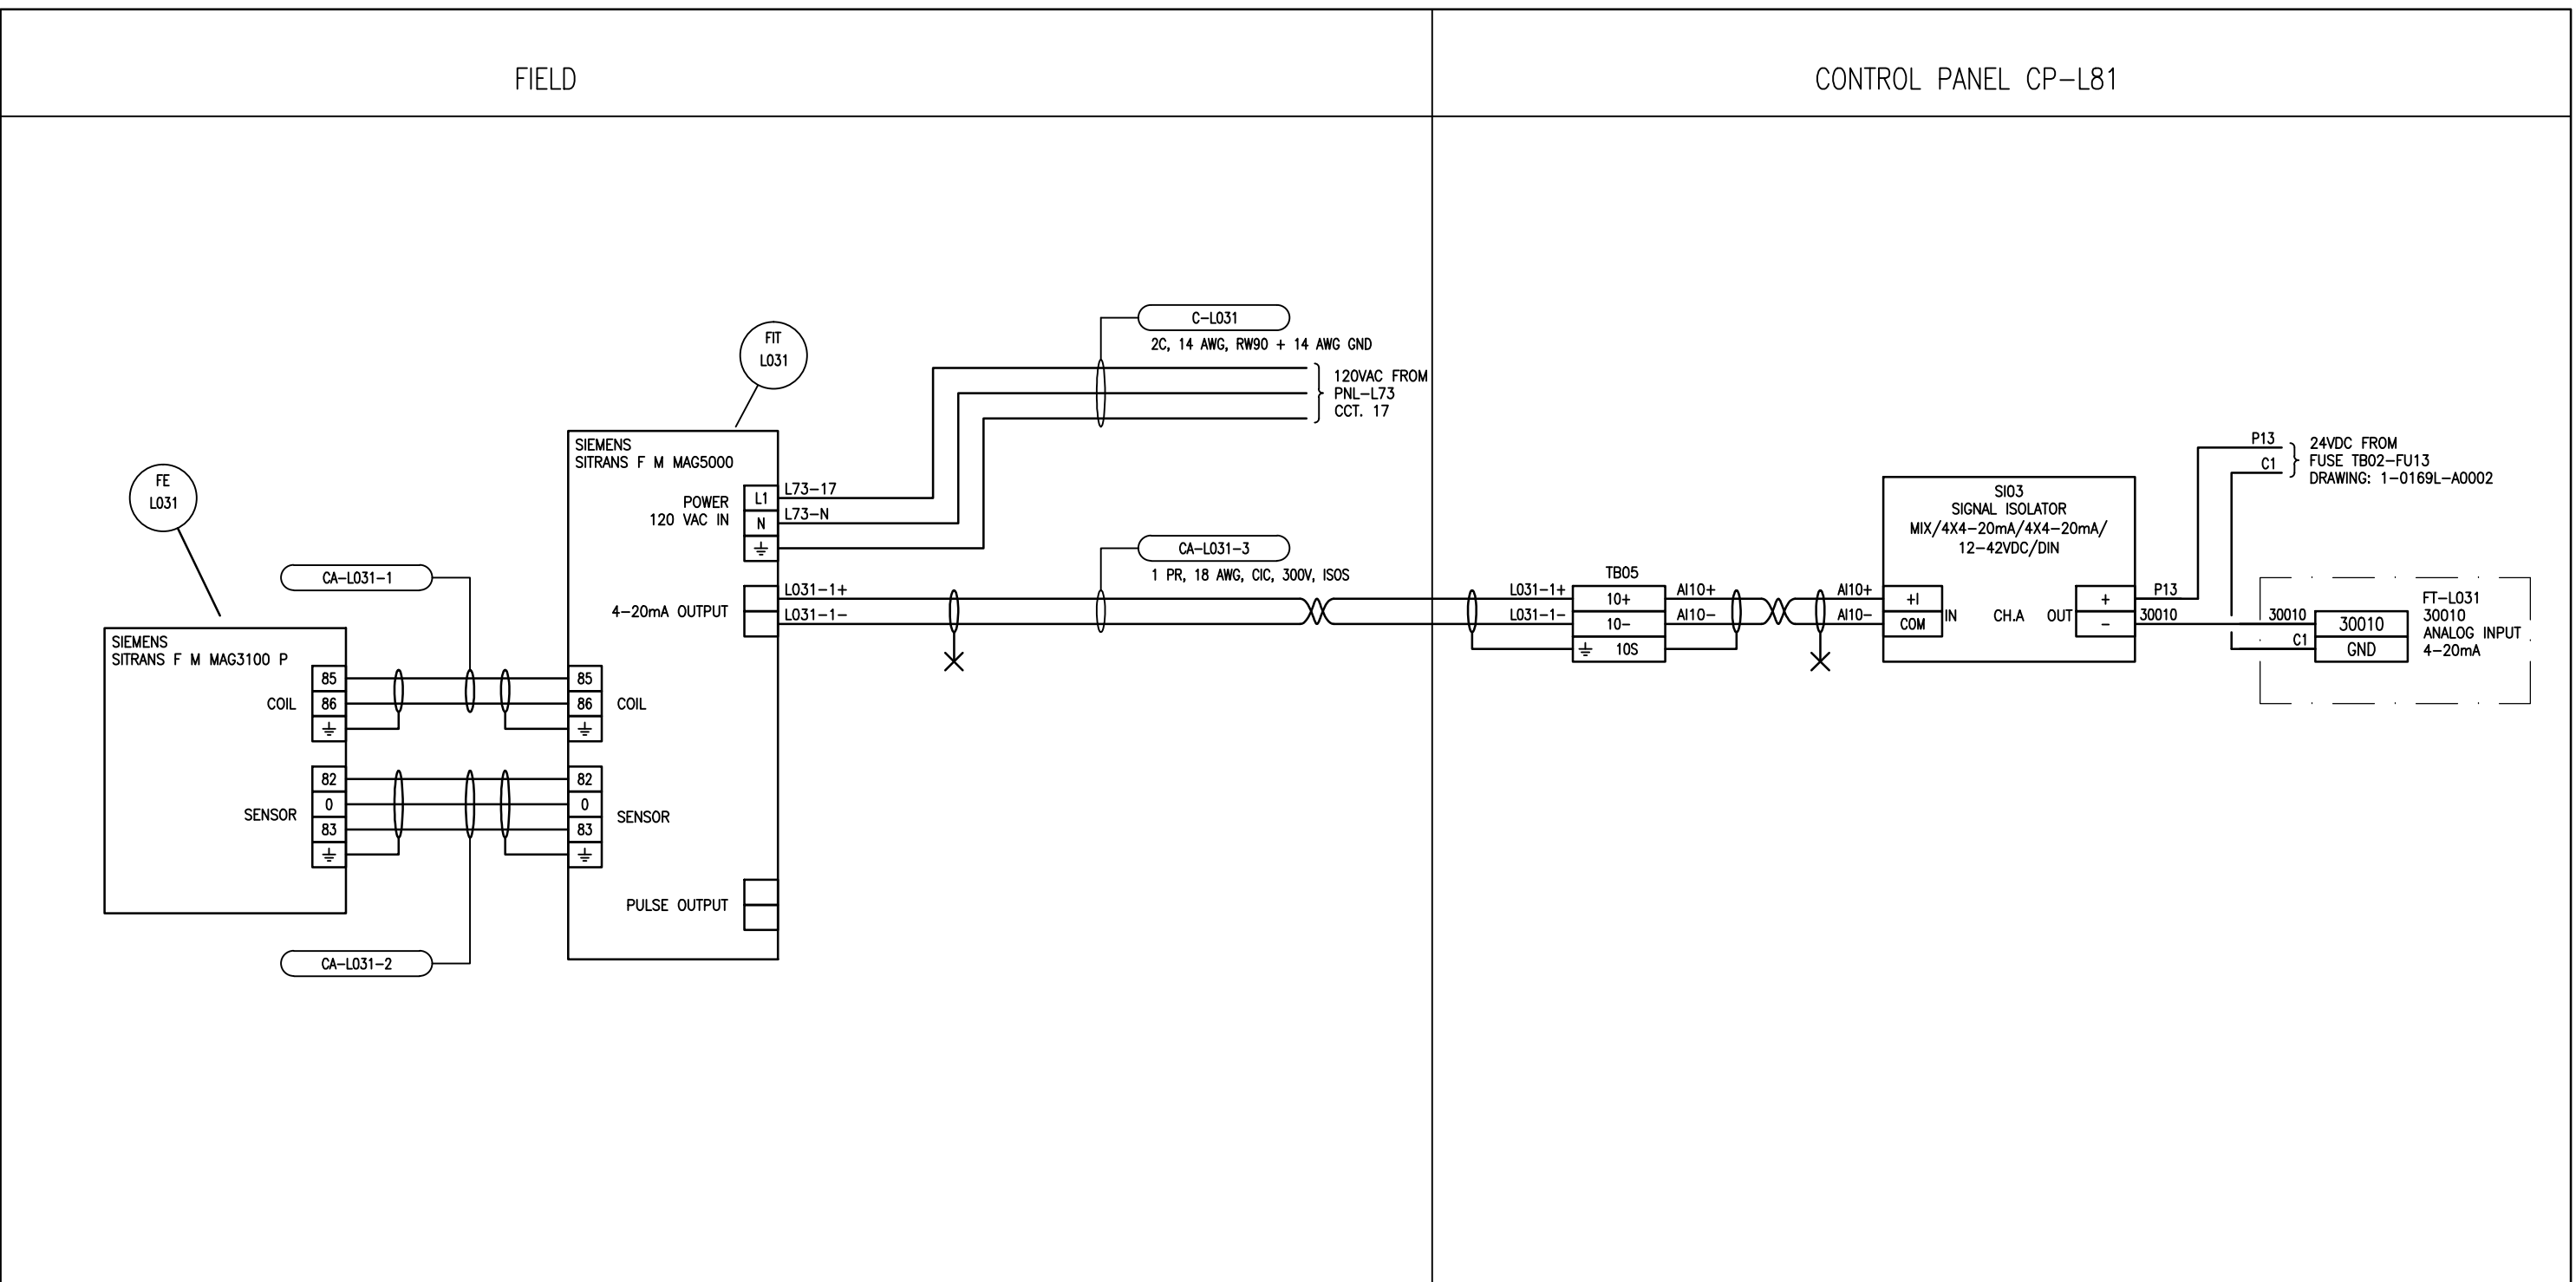 FIELD
CONTROL PANEL CP-L81
C-L031
2C, 14 AWG, RW90 + 14 AWG GND
120VAC FROM
PNL-L73
CCT. 17
FIT
L031
SIEMENS
SITRANS F M MAG5000
POWER
120 VAC IN
L1
N
L73-17
L73-N
4-20mA OUTPUT
L031-1+
L031-1-
CA-L031-3
1 PR, 18 AWG, CIC, 300V, ISOS
FE
L031
CA-L031-1
SIEMENS
SITRANS F M MAG3100 P
COIL
85
86
85
86
COIL
SENSOR
82
0
83
82
0
83
SENSOR
PULSE OUTPUT
CA-L031-2
TB05
L031-1+
L031-1-
10+
10-
10S
AI10+
AI10-
AI10+
AI10-
SI03
SIGNAL ISOLATOR
MIX/4X4-20mA/4X4-20mA/
12-42VDC/DIN
+I
COM
IN
CH.A
OUT
+
-
P13
30010
P13
C1
24VDC FROM
FUSE TB02-FU13
DRAWING: 1-0169L-A0002
30010
C1
30010
GND
FT-L031
30010
ANALOG INPUT
4-20mA